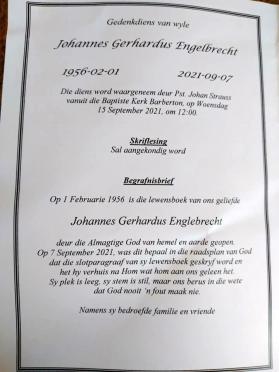 Gedenkdiens van wyle
Johannes Gerhardus Engelbrecht
1956-02-01 2021-09-07
Die diens word waargeneem deur Pst. Johan Strauss
vanuit die Baptiste Kerk Barberton, op Woensdag
15 September 2021, om 12:00.
Skriflesing
Sal aangekondig word
Begrafnisbrief
Op 1 Februarie 1956 is die lewensboek van ons geliefde
Johannes Gerhardus Englebrecht
deur die Almagtige God van hemel en aarde geopen.
Op 7 September 2021, was dit bepaal in die raadsplan van God
dat die slotparagraaf van sy lewensboek geskryf word en
het hy verhuis na Hom wat hom aan ons geleen het.
Sy plek is leeg, sy stem is stil, maar ons berus in die wete
dat God nooit 'n fout maak nie.
Namens sy bedroefde familie en vriende